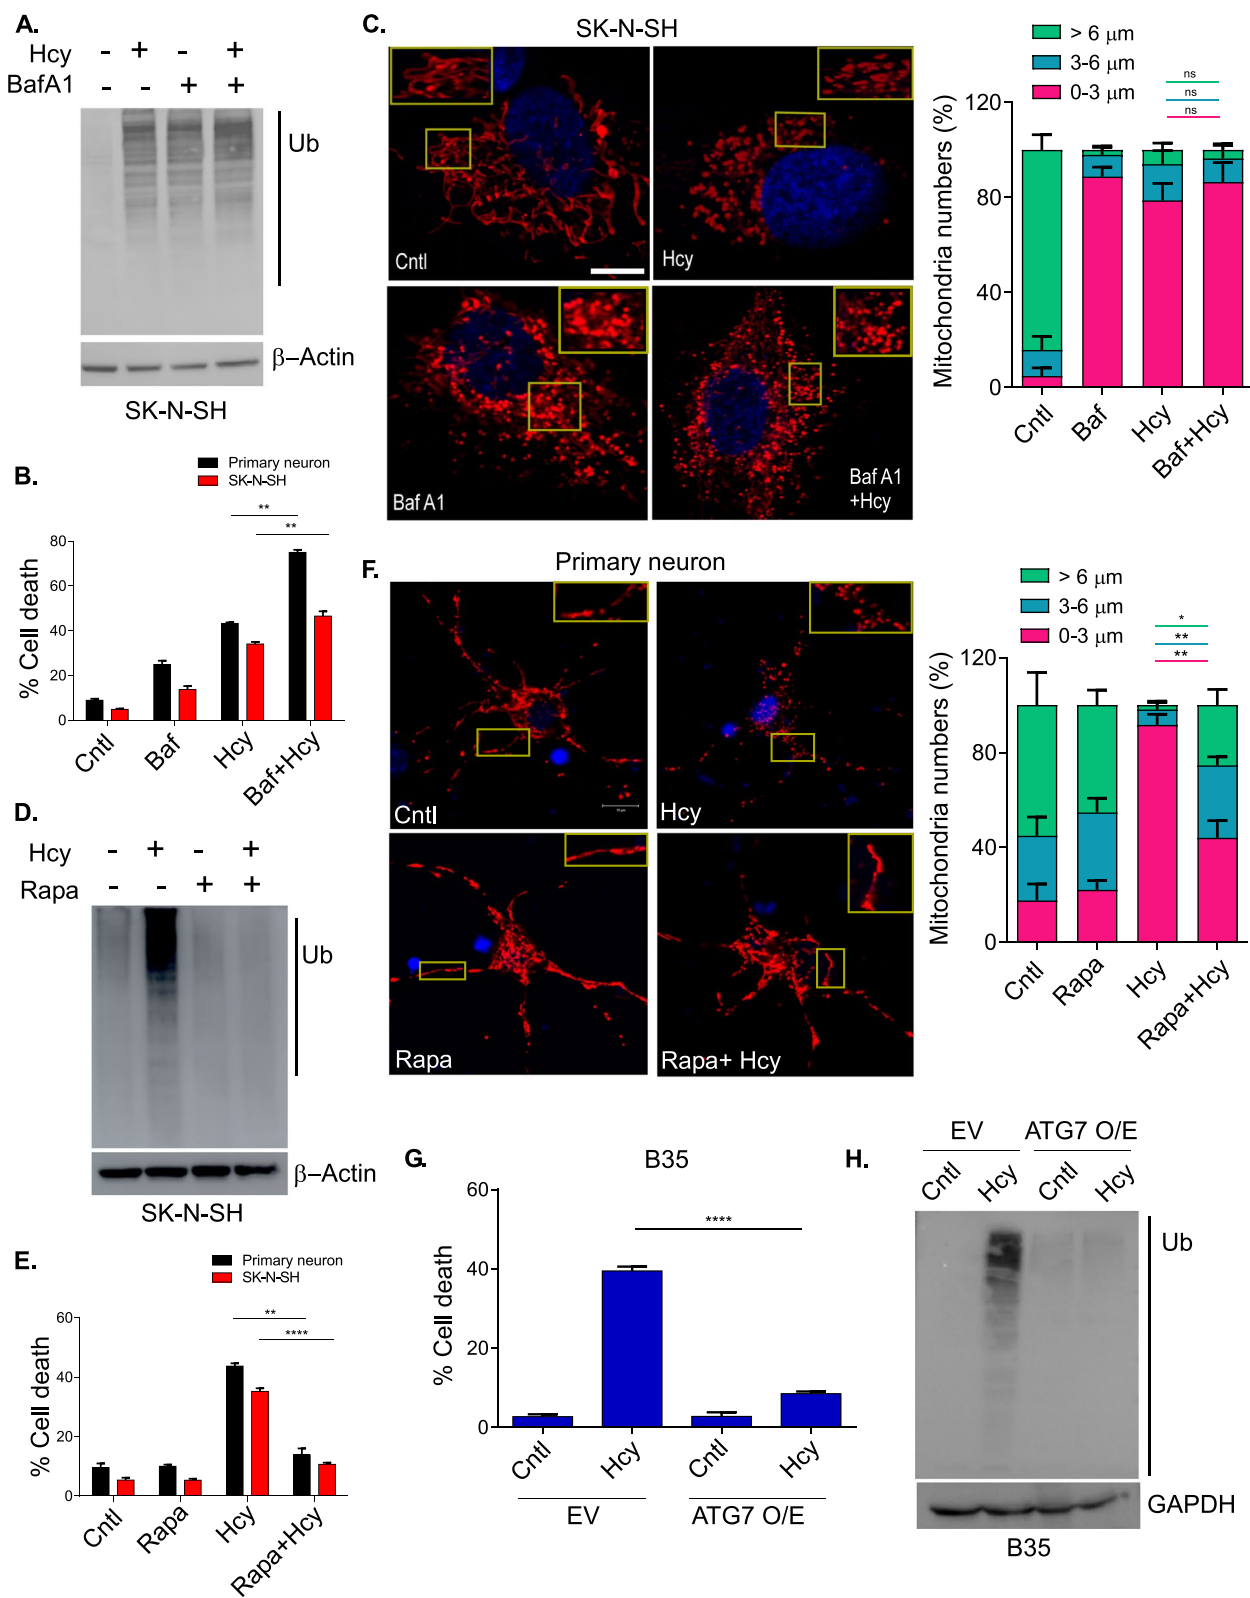 A.
Hcy - + - +
BafA1 - - + +
Ub
β–Actin
SK-N-SH
B.
Primary neuron
SK-N-SH
**
**
% Cell death
80
60
40
20
0
Cntl
Baf
Hcy
Baf+Hcy
C.
SK-N-SH
Cntl
Hcy
Baf A1
Baf A1
+Hcy
> 6 μm
3-6 μm
0-3 μm
ns
ns
ns
Mitochondria numbers (%)
120
80
40
0
Cntl
Baf
Hcy
Baf+Hcy
D.
Hcy - + - +
Rapa - - + +
Ub
β–Actin
SK-N-SH
E.
Primary neuron
SK-N-SH
**
****
% Cell death
60
40
20
0
Cntl
Rapa
Hcy
Rapa+Hcy
F.
Primary neuron
Cntl
Hcy
Rapa
Rapa+ Hcy
> 6 μm
3-6 μm
0-3 μm
*
**
**
Mitochondria numbers (%)
120
80
40
0
Cntl
Rapa
Hcy
Rapa+Hcy
G.
B35
****
% Cell death
60
40
20
0
Cntl
Hcy
Cntl
Hcy
EV
ATG7 O/E
H.
EV
ATG7 O/E
Cntl
Hcy
Cntl
Hcy
Ub
GAPDH
B35